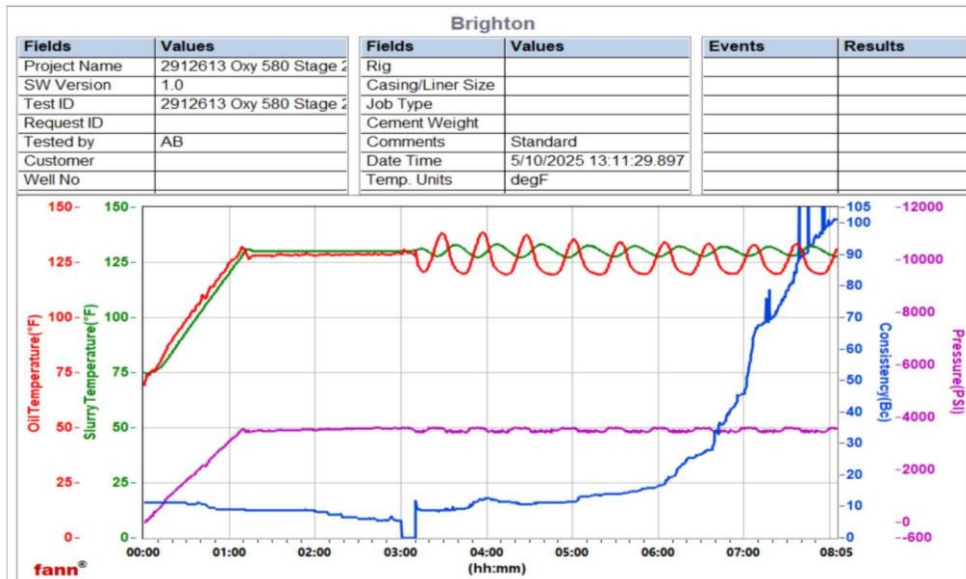 Brighton
Fields Values Fields Values Events Results
Project Name 2912613 Oxy 580 Stage 2 Rig
SW Version 1.0 Casing/Liner Size
Test ID 2912613 Oxy 580 Stage 2 Job Type
Request ID Cement Weight
Tested by AB Comments Standard
Customer Date Time 5/10/2025 13:11:29.897
Well No Temp. Units degF
Oil Temperature(°F)
150-
125-
100-
75-
50-
25-
0-
Slurry Temperature(°F)
150-
125-
100-
75-
50-
25-
0-
-105
-100
-90
-80
-70
-60
-50
-40
-30
-20
-10
-0
Consistency(Bc)
-12000
-10000
-8000
-6000
-4000
-2000
-0
-600
Pressure(PSI)
00:00 01:00 02:00 03:00 04:00 05:00 06:00 07:00 08:05
(hh:mm)
fann®